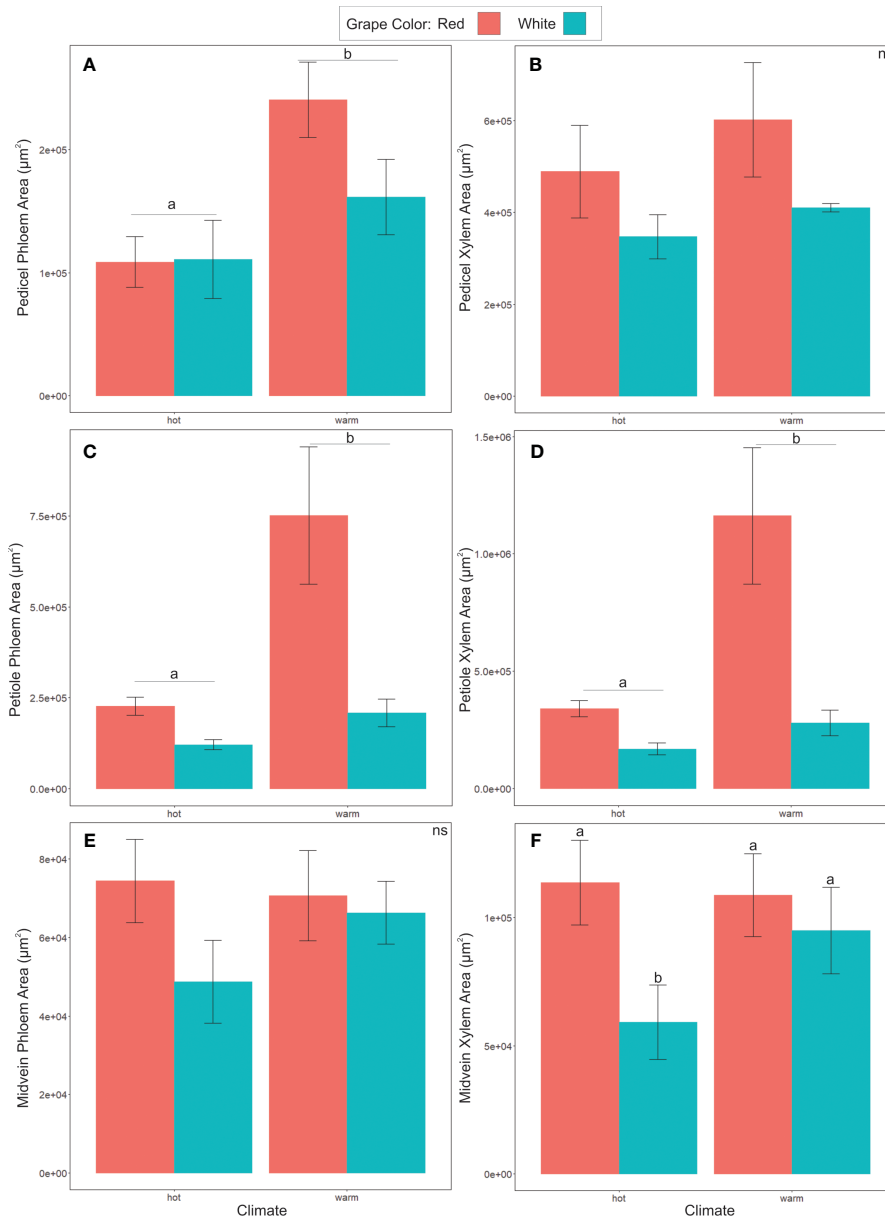 Grape Color: Red White
A
b
Pedicel Phloem Area (μm²)
2e+05
a
1e+05
0e+00
hot warm
B
n
Pedicel Xylem Area (μm²)
6e+05
4e+05
2e+05
0e+00
hot warm
C
b
Petiole Phloem Area (μm²)
7.5e+05
5.0e+05
a
2.5e+05
0.0e+00
hot warm
D
b
Petiole Xylem Area (μm²)
1.5e+06
1.0e+06
5.0e+05
a
0.0e+00
hot warm
E
ns
Midvein Phloem Area (μm²)
8e+04
6e+04
4e+04
2e+04
0e+00
hot warm
Climate
F
a
a
a
b
Midvein Xylem Area (μm²)
1e+05
5e+04
0e+00
hot warm
Climate